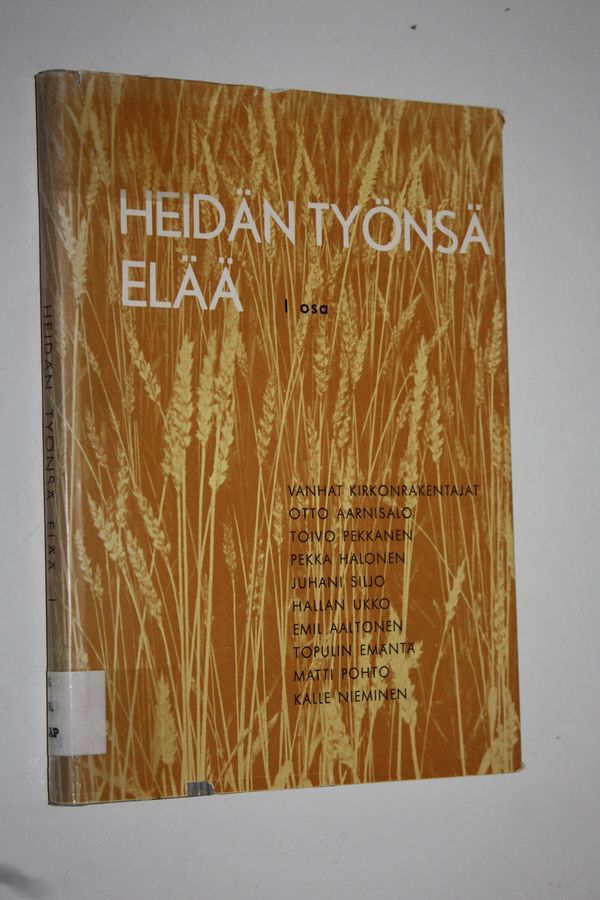 HEIDÄN TYÖNSÄ
ELÄÄ
I osa
VANHAT KIRKONRAKENTAJAT
OTTO AARNISALO
TOIVO PEKKANEN
PEKKA HALONEN
JUHANI SILJO
HALLAN UKKO
EMIL AALTONEN
TOPULIN EMÄNTÄ
MATTI POHTO
KALLE NIEMINEN
HEIDÄN TYÖNSÄ ELÄÄ I